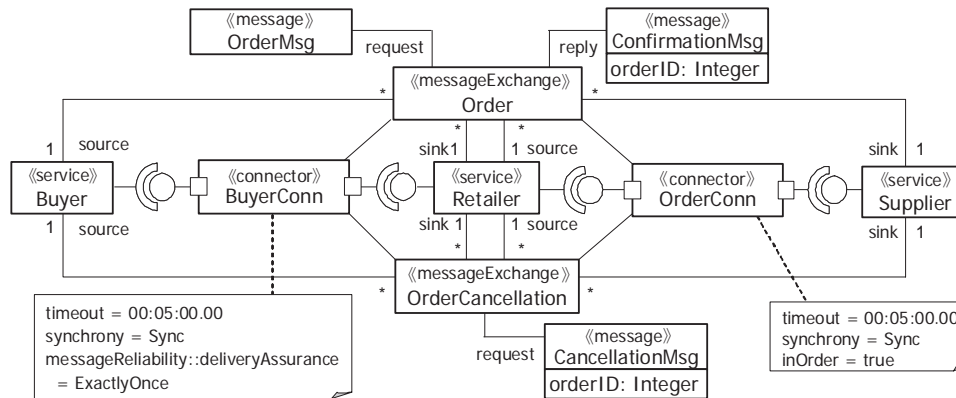 《message》
OrderMsg
request
reply
《message》
ConfirmationMsg
orderID: Integer
《messageExchange》
Order
*
*
*
*
1
source
sink1
1 source
sink
1
《service》
Buyer
《connector》
BuyerConn
《service》
Retailer
《connector》
OrderConn
《service》
Supplier
1
source
sink 1
1 source
sink
1
*
*
*
*
《messageExchange》
OrderCancellation
timeout = 00:05:00.00
synchrony = Sync
messageReliability::deliveryAssurance
= ExactlyOnce
request
《message》
CancellationMsg
orderID: Integer
timeout = 00:05:00.00
synchrony = Sync
inOrder = true